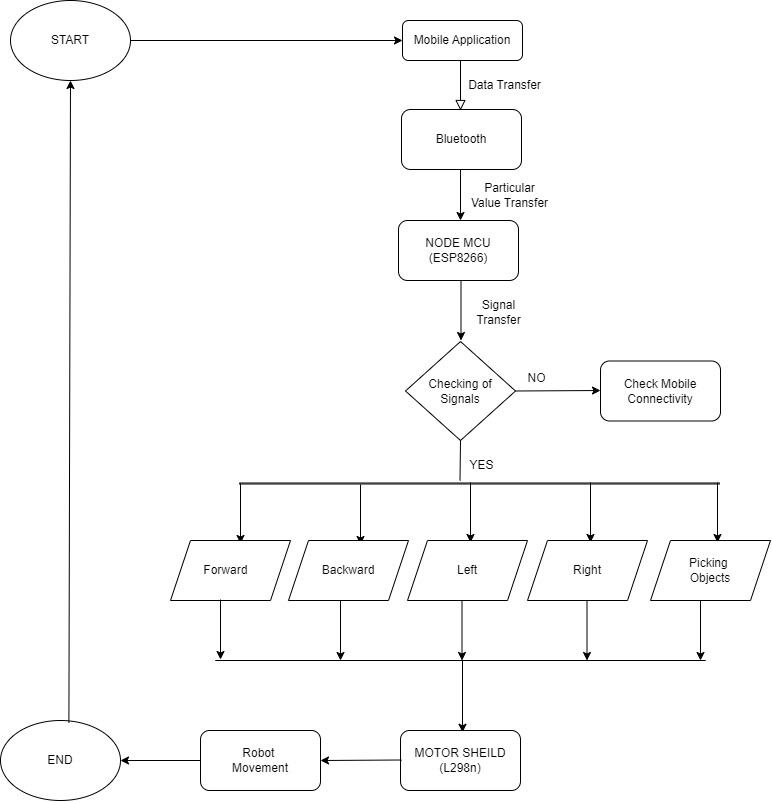 START
Mobile Application
Data Transfer
Bluetooth
Particular
Value Transfer
NODE MCU
(ESP8266)
Signal
Transfer
Checking of
Signals
NO
Check Mobile
Connectivity
YES
Forward
Backward
Left
Right
Picking
Objects
END
Robot
Movement
MOTOR SHEILD
(L298n)